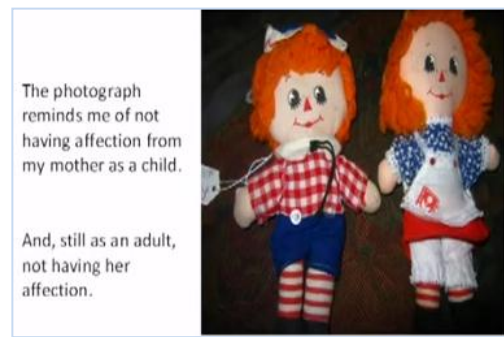 The photograph
reminds me of not
having affection from
my mother as a child.
And, still as an adult,
not having her
affection.